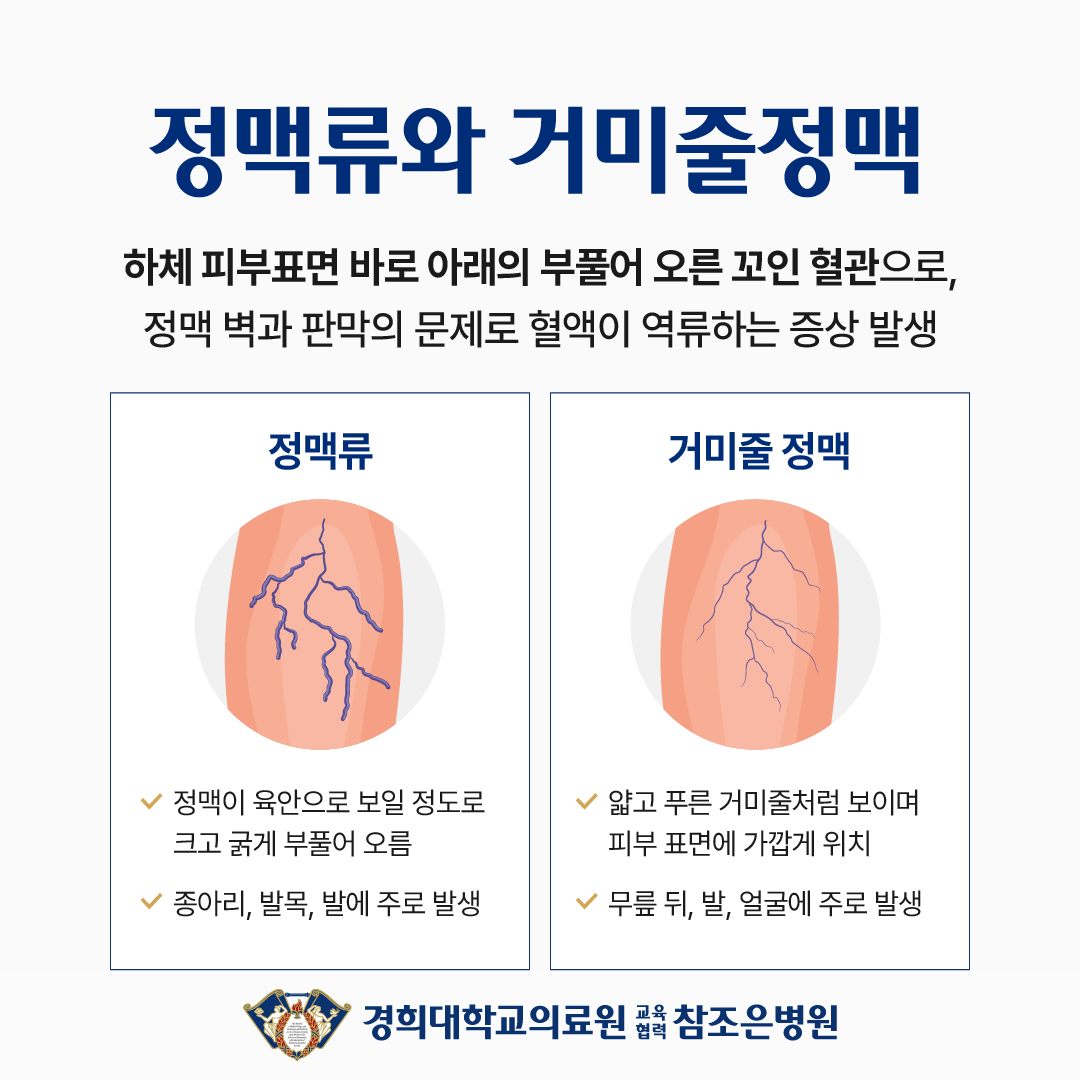 정맥류와 거미줄정맥
하체 피부표면 바로 아래의 부풀어 오른 꼬인 혈관으로,
정맥 벽과 판막의 문제로 혈액이 역류하는 증상 발생
정맥류
정맥이 육안으로 보일 정도로
크고 굵게 부풀어 오름
종아리, 발목, 발에 주로 발생
거미줄 정맥
얇고 푸른 거미줄처럼 보이며
피부 표면에 가깝게 위치
무릎 뒤, 발, 얼굴에 주로 발생
경희대학교의료원 교육협력 참조은병원